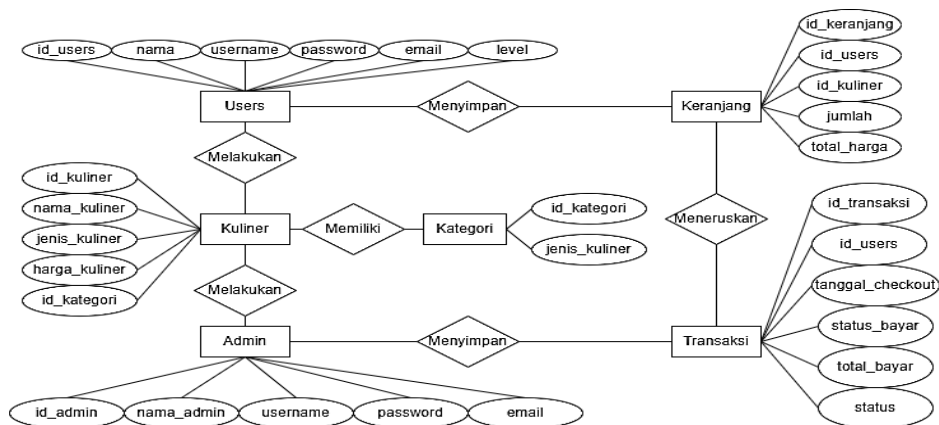 id_users
nama
username
password
email
level
id_keranjang
id_users
id_kuliner
jumlah
total_harga
Users
Menyimpan
Keranjang
Melakukan
id_kuliner
nama_kuliner
jenis_kuliner
harga_kuliner
id_kategori
Kuliner
Memiliki
Kategori
id_kategori
jenis_kuliner
Meneruskan
id_transaksi
id_users
tanggal_checkout
status_bayar
total_bayar
status
Melakukan
Admin
Menyimpan
Transaksi
id_admin
nama_admin
username
password
email